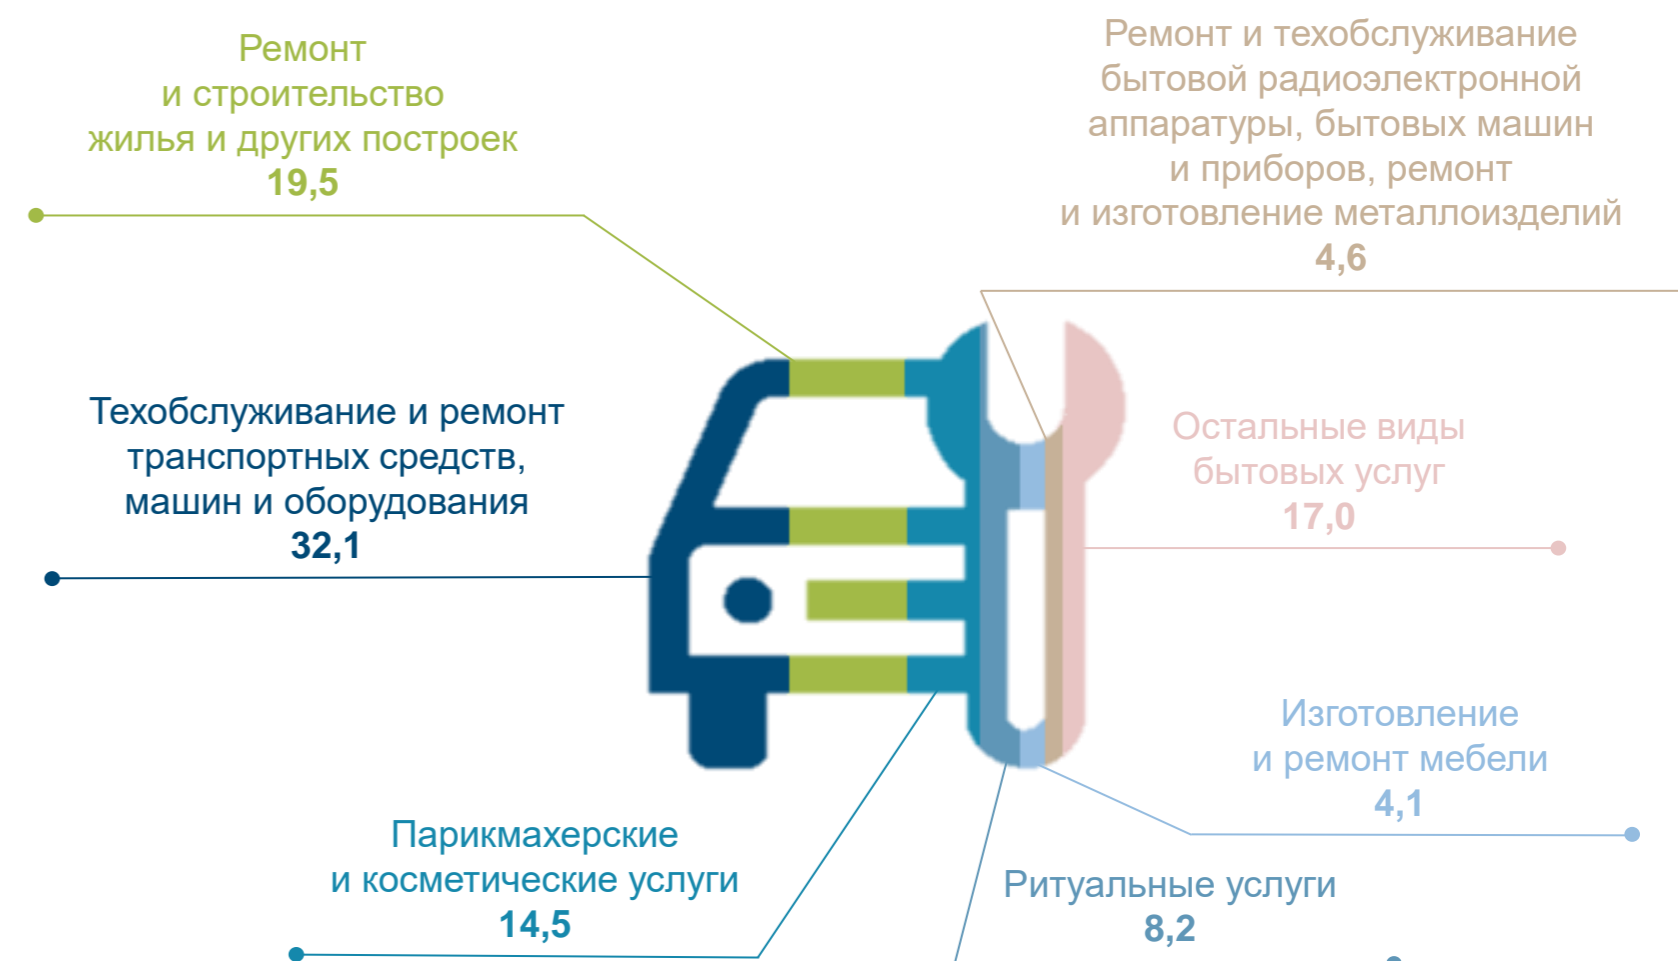 Ремонт
и строительство
жилья и других построек
19,5
Ремонт и техобслуживание
бытовой радиоэлектронной
аппаратуры, бытовых машин
и приборов, ремонт
и изготовление металлоизделий
4,6
Техобслуживание и ремонт
транспортных средств,
машин и оборудования
32,1
Остальные виды
бытовых услуг
17,0
Изготовление
и ремонт мебели
4,1
Парикмахерские
и косметические услуги
14,5
Ритуальные услуги
8,2